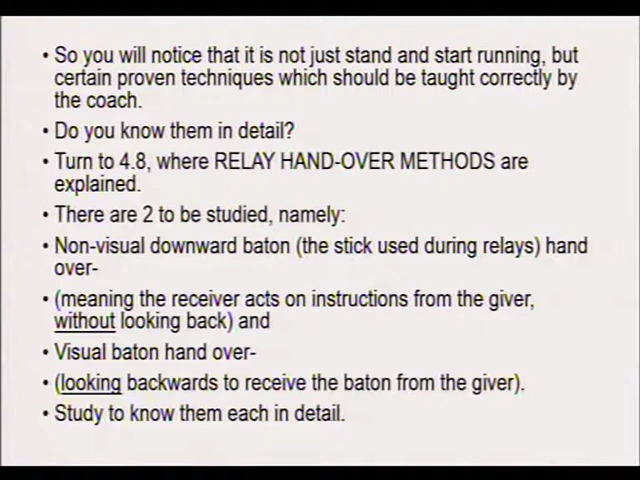 • So you will notice that it is not just stand and start running, but
certain proven techniques which should be taught correctly by
the coach.
• Do you know them in detail?
• Turn to 4.8, where RELAY HAND-OVER METHODS are
explained.
• There are 2 to be studied, namely:
• Non-visual downward baton (the stick used during relays) hand
over-
• (meaning the receiver acts on instructions from the giver,
without looking back) and
• Visual baton hand over-
• (looking backwards to receive the baton from the giver).
• Study to know them each in detail.